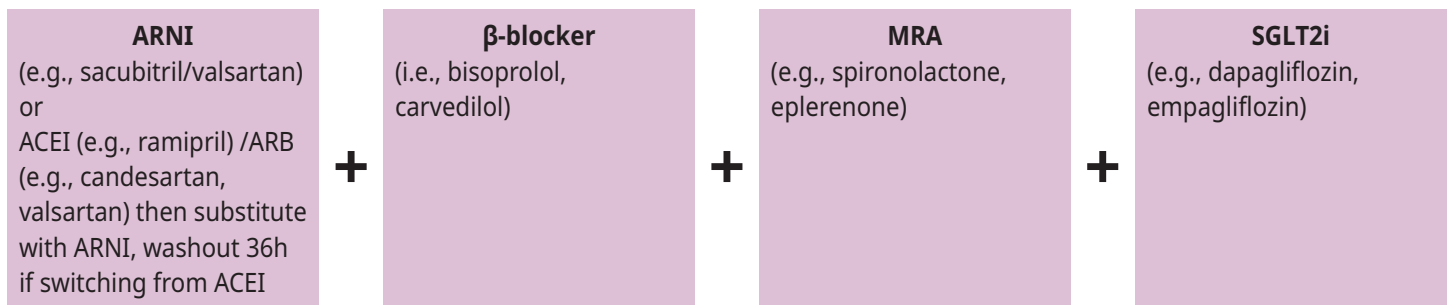 ARNI
(e.g., sacubitril/valsartan)
or
ACEI (e.g., ramipril) /ARB
(e.g., candesartan,
valsartan) then substitute
with ARNI, washout 36h
if switching from ACEI
+
β-blocker
(i.e., bisoprolol,
carvedilol)
+
MRA
(e.g., spironolactone,
eplerenone)
+
SGLT2i
(e.g., dapagliflozin,
empagliflozin)